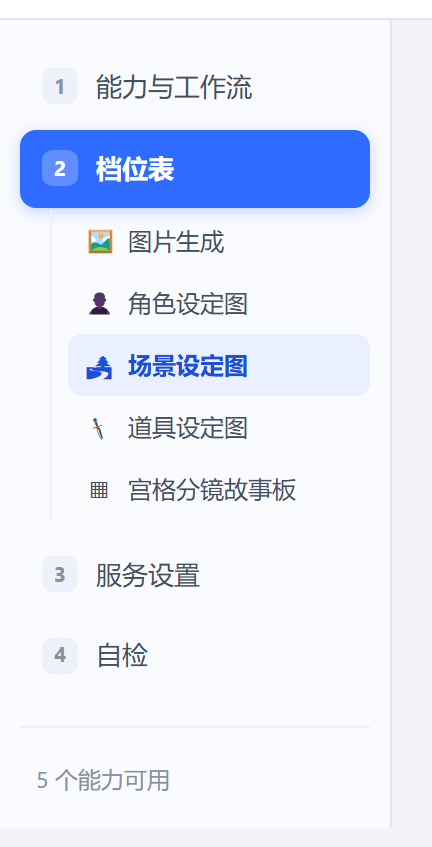 1 能力与工作流
2 档位表
图片生成
角色设定图
场景设定图
道具设定图
宫格分镜故事板
3 服务设置
4 自检
5 个能力可用